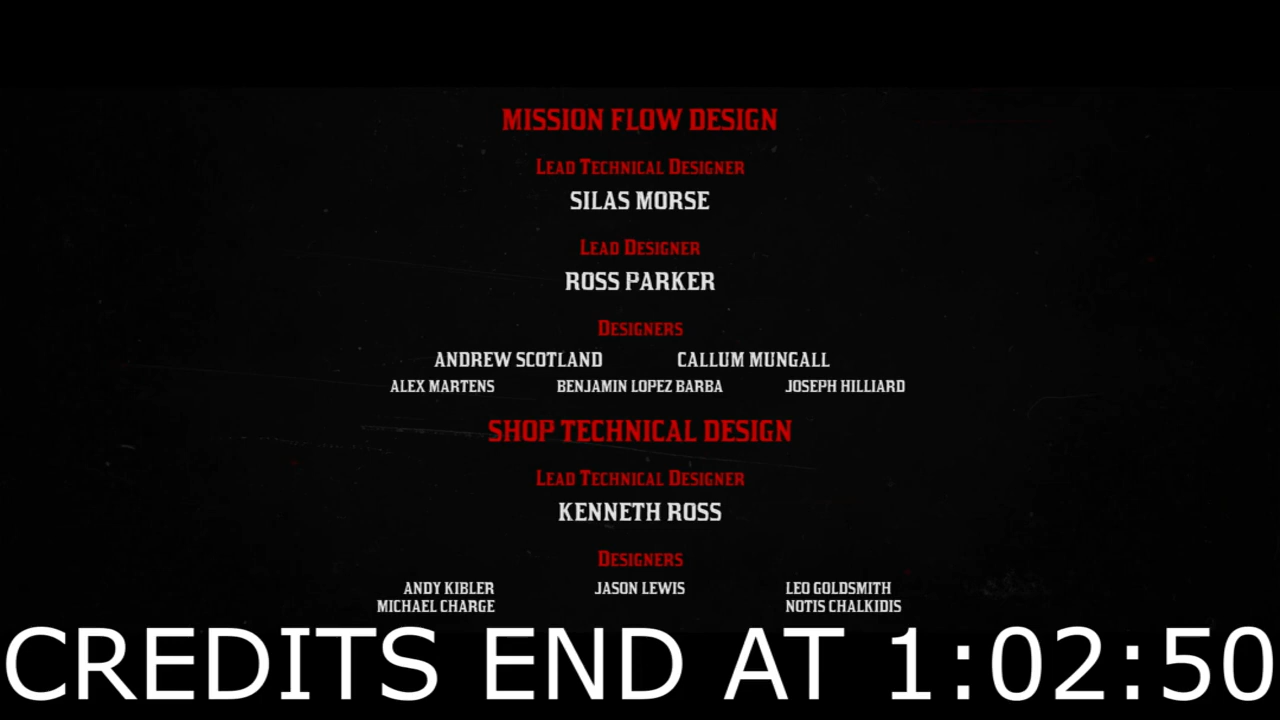 MISSION FLOW DESIGN
LEAD TECHNICAL DESIGNER
SILAS MORSE
LEAD DESIGNER
ROSS PARKER
DESIGNERS
ANDREW SCOTLAND CALLUM MUNGALL
ALEX MARTENS BENJAMIN LOPEZ BARBA JOSEPH HILLIARD
SHOP TECHNICAL DESIGN
LEAD TECHNICAL DESIGNER
KENNETH ROSS
DESIGNERS
ANDY KIBLER JASON LEWIS LEO GOLDSMITH
MICHAEL CHARGE NOTIS CHALKIDIS
CREDITS END AT 1:02:50